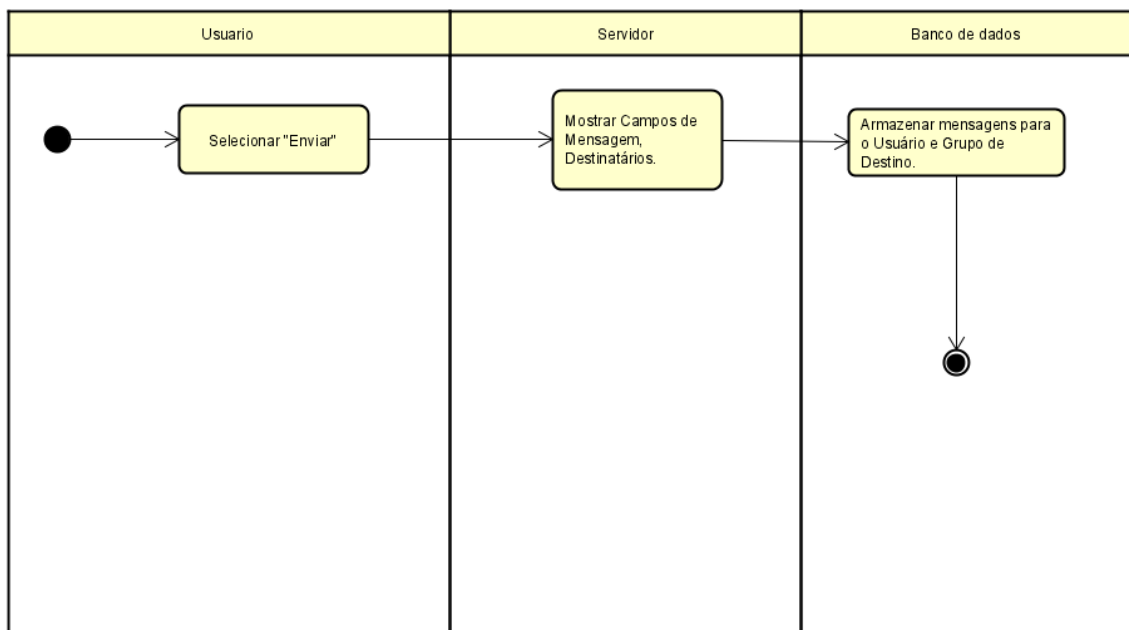 Usuario
Servidor
Banco de dados
Selecionar "Enviar"
Mostrar Campos de
Mensagem,
Destinatários.
Armazenar mensagens para
o Usuário e Grupo de
Destino.